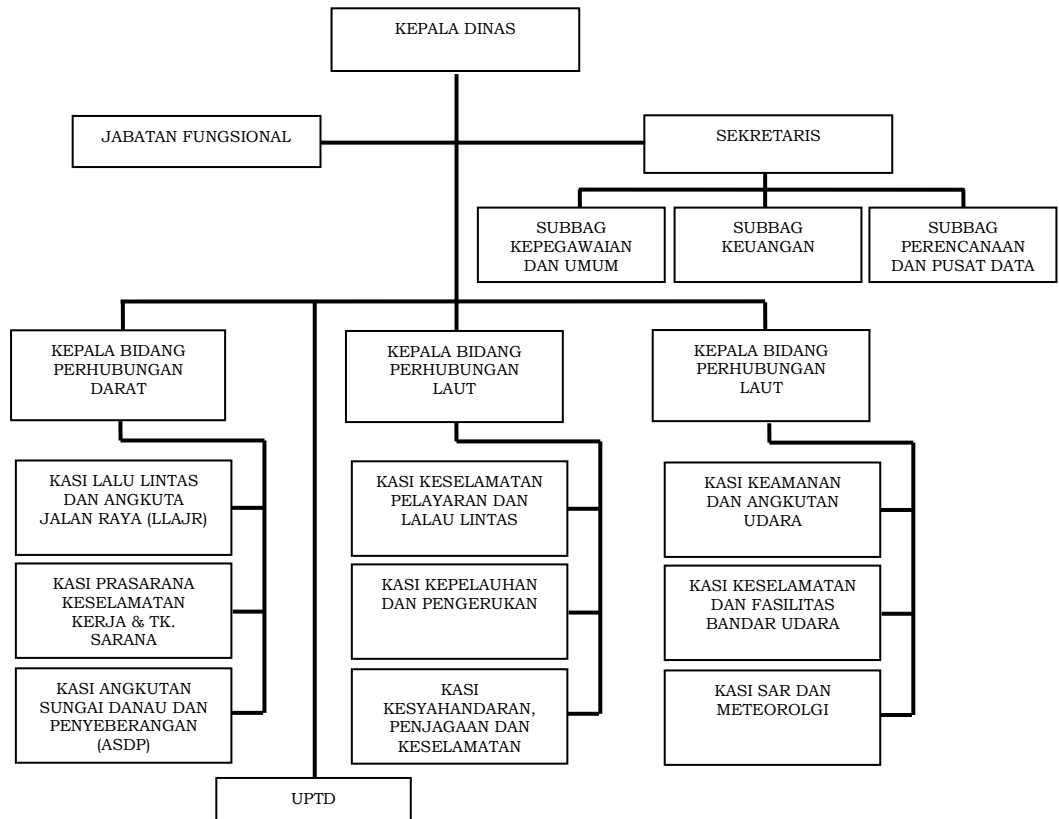 KEPALA DINAS
JABATAN FUNGSIONAL
SEKRETARIS
SUBBAG
KEPEGAWAIAN
DAN UMUM
SUBBAG
KEUANGAN
SUBBAG
PERENCANAAN
DAN PUSAT DATA
KEPALA BIDANG
PERHUBUNGAN
DARAT
KEPALA BIDANG
PERHUBUNGAN
LAUT
KEPALA BIDANG
PERHUBUNGAN
LAUT
KASI LALU LINTAS
DAN ANGKUTA
JALAN RAYA (LLAJR)
KASI PRASARANA
KESELAMATAN
KERJA & TK.
SARANA
KASI ANGKUTAN
SUNGAI DANAU DAN
PENYEBERANGAN
(ASDP)
KASI KESELAMATAN
PELAYARAN DAN
LALAU LINTAS
KASI KEPELAUHAN
DAN PENGERUKAN
KASI
KESYAHANDARAN,
PENJAGAAN DAN
KESELAMATAN
KASI KEAMANAN
DAN ANGKUTAN
UDARA
KASI KESELAMATAN
DAN FASILITAS
BANDAR UDARA
KASI SAR DAN
METEOROLGI
UPTD